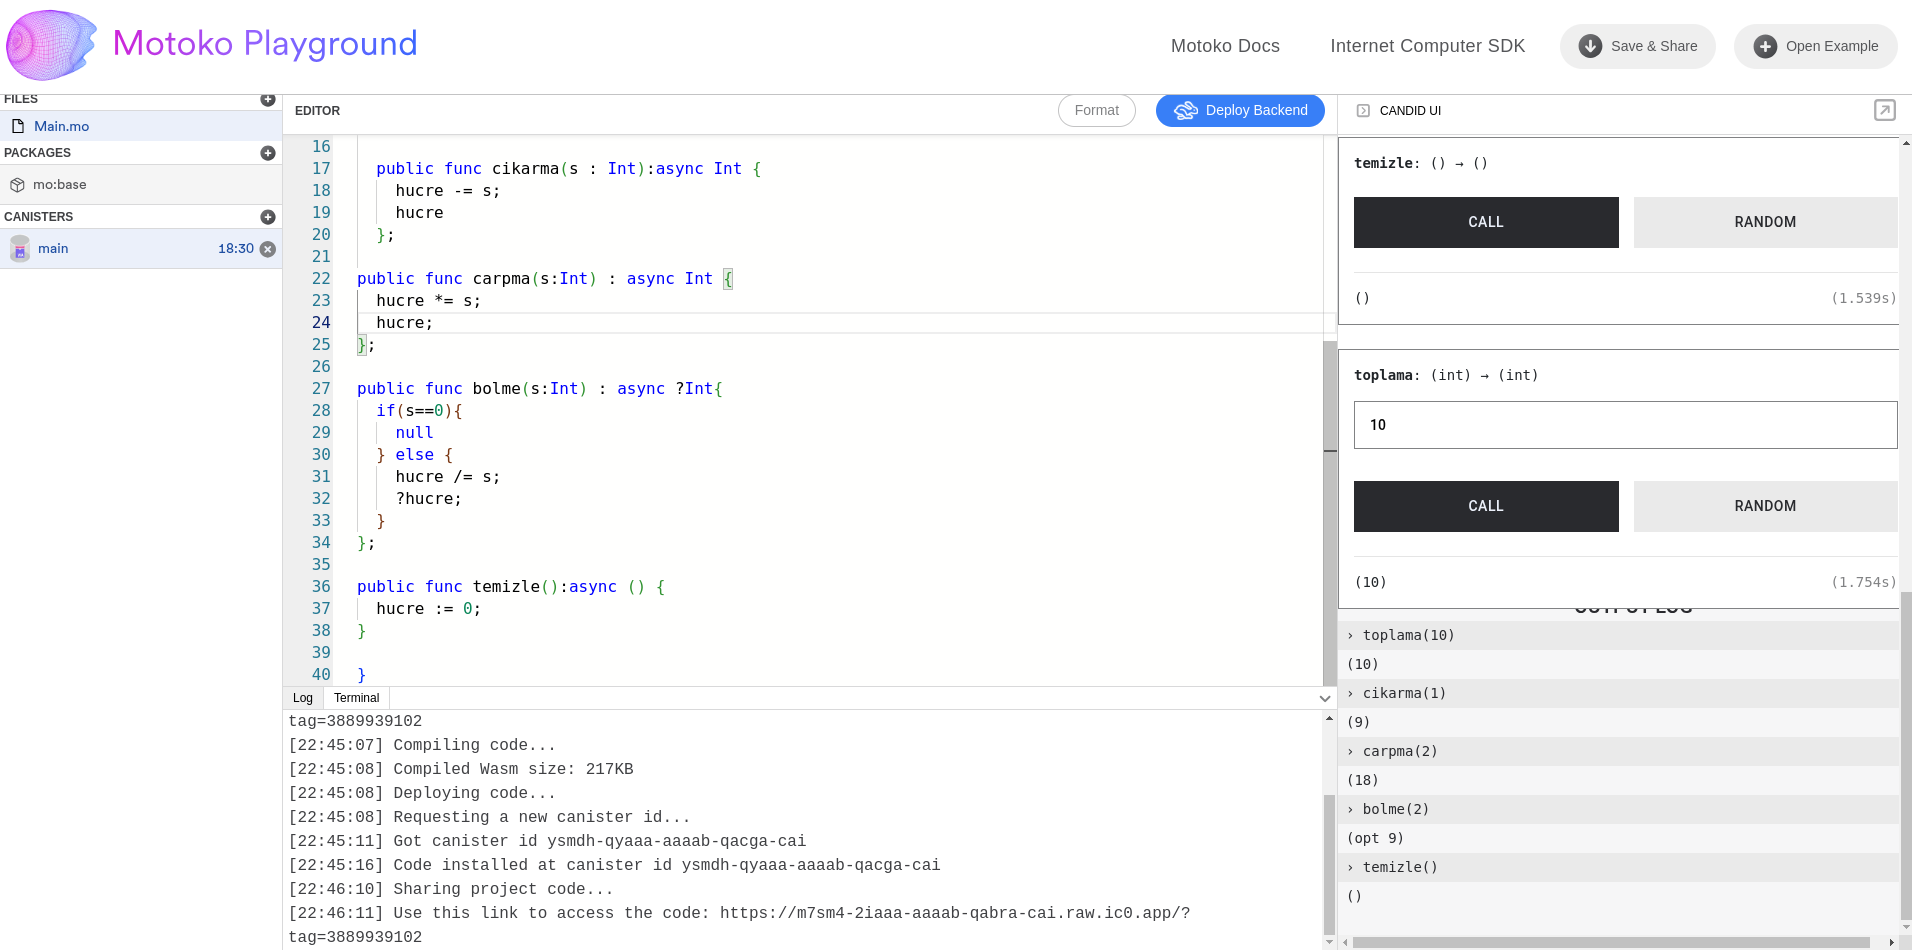 Motoko Playground
Motoko Docs
Internet Computer SDK
Save & Share
Open Example
FILES
Main.mo
PACKAGES
mo:base
CANISTERS
main 18:30
EDITOR
Format
Deploy Backend
16
17 public func cikarma(s : Int):async Int {
18 hucre -= s;
19 hucre
20 };
21
22 public func carpma(s:Int) : async Int {
23 hucre *= s;
24 hucre;
25 };
26
27 public func bolme(s:Int) : async ?Int{
28 if(s==0){
29 null
30 } else {
31 hucre /= s;
32 ?hucre;
33 }
34 };
35
36 public func temizle():async () {
37 hucre := 0;
38 }
39
40 }
Log Terminal
tag=3889939102
[22:45:07] Compiling code...
[22:45:08] Compiled Wasm size: 217KB
[22:45:08] Deploying code...
[22:45:08] Requesting a new canister id...
[22:45:11] Got canister id ysmdh-qyaaa-aaaab-qacga-cai
[22:45:16] Code installed at canister id ysmdh-qyaaa-aaaab-qacga-cai
[22:46:10] Sharing project code...
[22:46:11] Use this link to access the code: https://m7sm4-2iaaa-aaaab-qabra-cai.raw.ic0.app/?
tag=3889939102
CANDID UI
temizle: () → ()
CALL RANDOM
() (1.539s)
toplama: (int) → (int)
10
CALL RANDOM
(10) (1.754s)
OUTPUT LOG
› toplama(10)
(10)
› cikarma(1)
(9)
› carpma(2)
(18)
› bolme(2)
(opt 9)
› temizle()
()